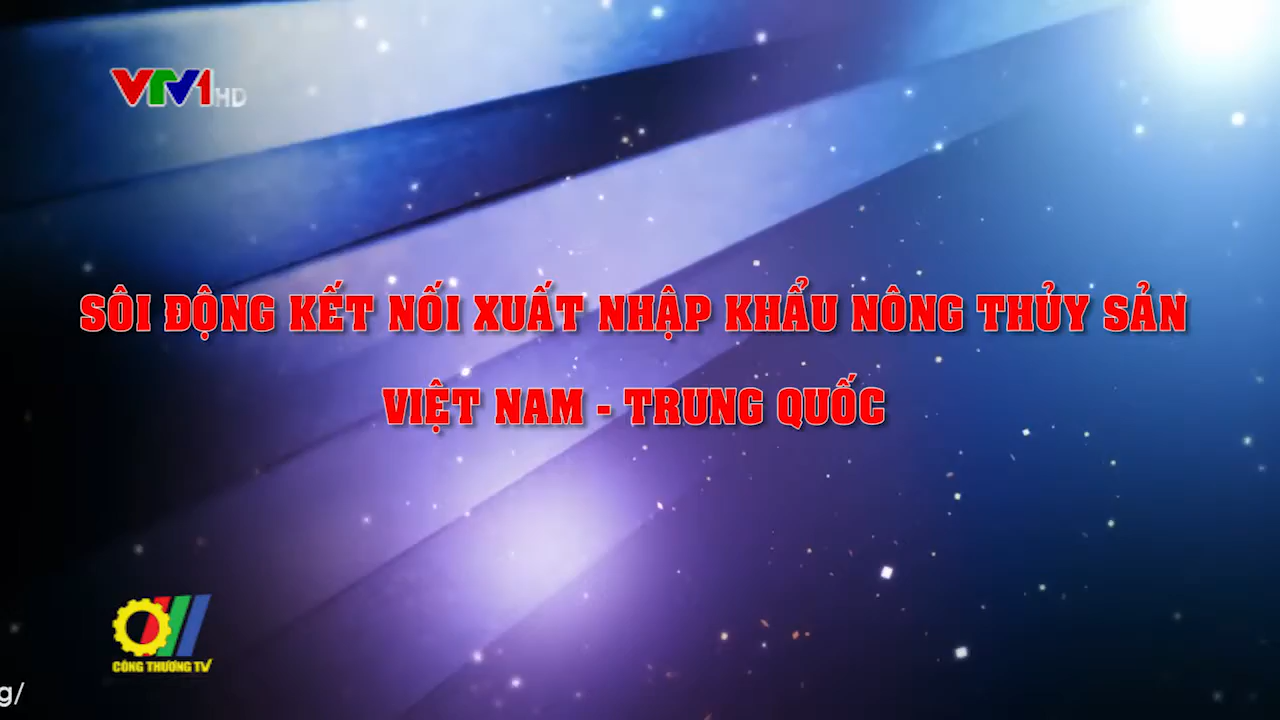 VTV1 HD
SÔI ĐỘNG KẾT NỐI XUẤT NHẬP KHẨU NÔNG THỦY SẢN
VIỆT NAM - TRUNG QUỐC
CÔNG THƯƠNG TV
g/